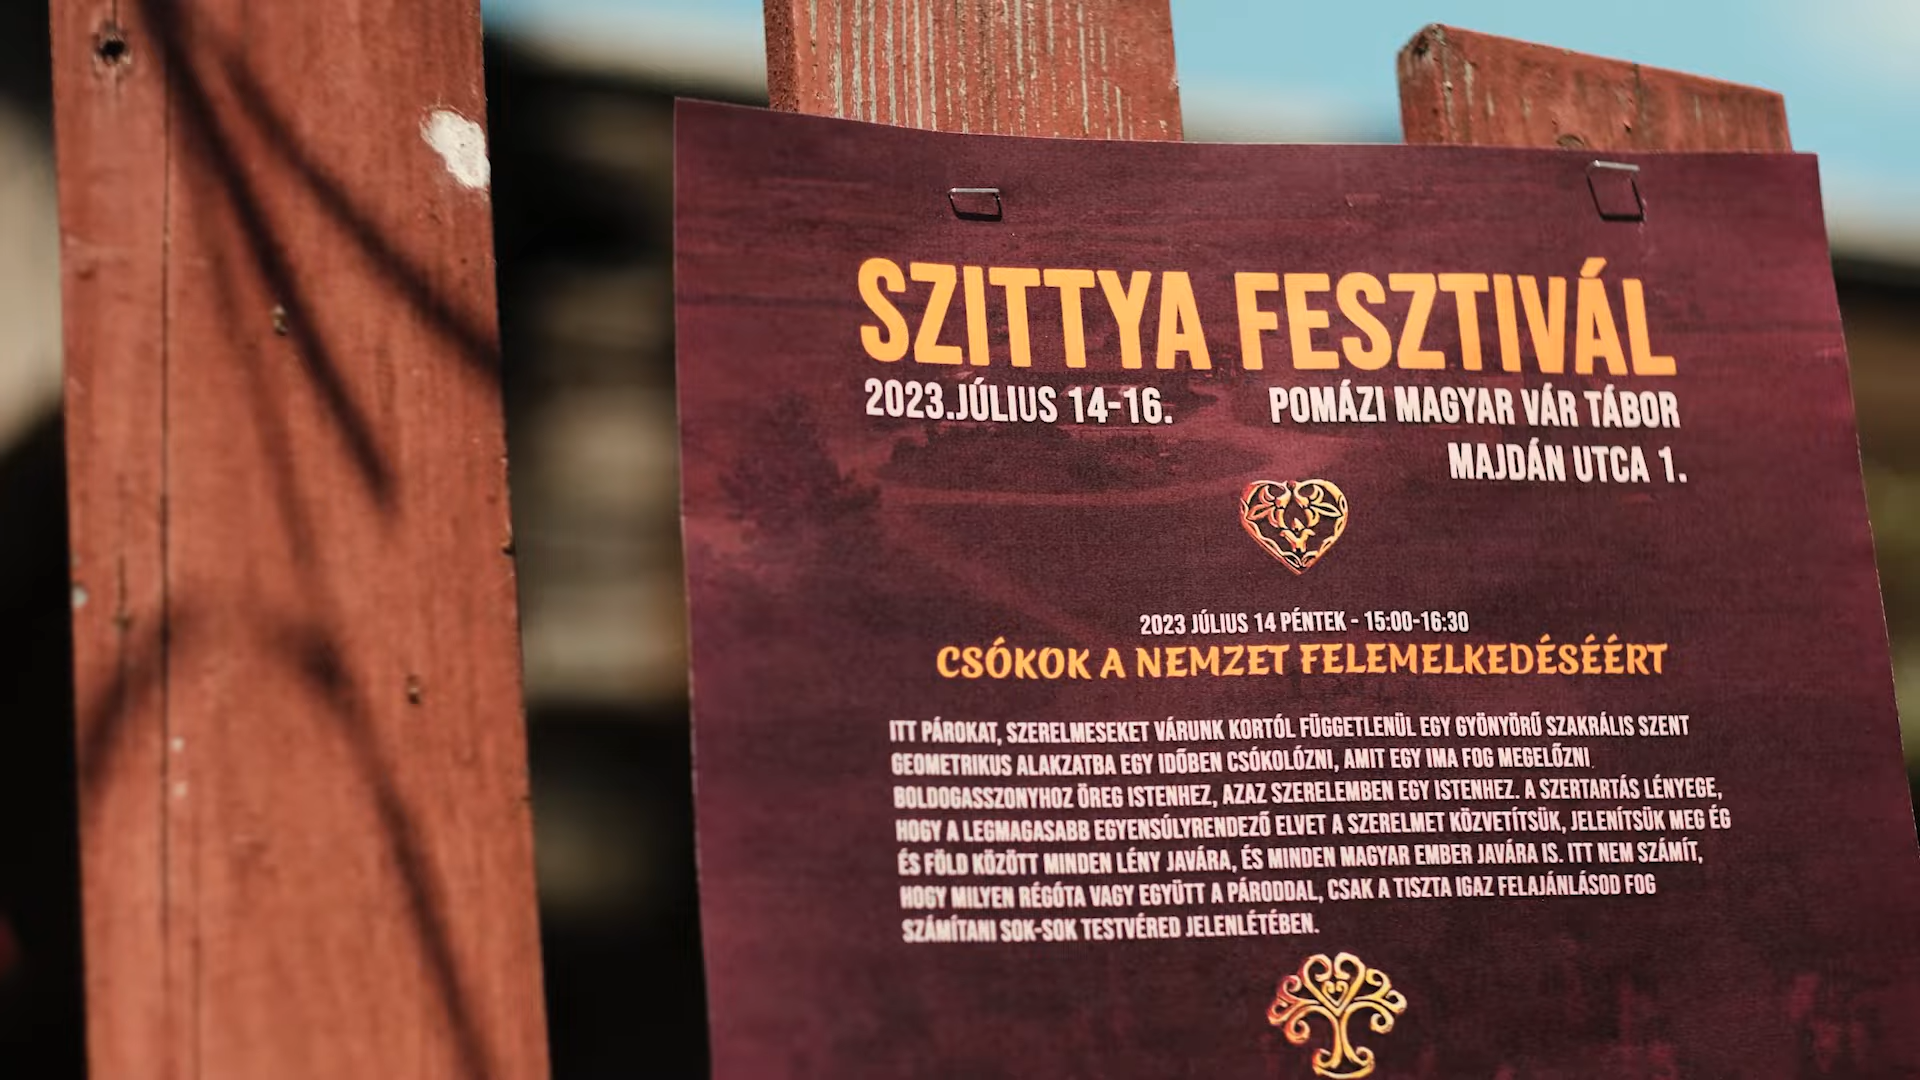 SZITTYA FESZTIVÁL
2023.JÚLIUS 14-16. POMÁZI MAGYAR VÁR TÁBOR
MAJDÁN UTCA 1.
2023 JÚLIUS 14 PÉNTEK - 15:00-16:30
CSÓKOK A NEMZET FELEMELKEDÉSÉÉRT
ITT PÁROKAT, SZERELMESEKET VÁRUNK KORTÓL FÜGGETLENÜL EGY GYÖNYÖRŰ SZAKRÁLIS SZENT
GEOMETRIKUS ALAKZATBA EGY IDŐBEN CSÓKOLÓZNI, AMIT EGY IMA FOG MEGELŐZNI
BOLDOGASSZONYHOZ ÖREG ISTENHEZ, AZAZ SZERELEMBEN EGY ISTENHEZ. A SZERTARTÁS LÉNYEGE,
HOGY A LEGMAGASABB EGYENSÚLYRENDEZŐ ELVET A SZERELMET KÖZVETÍTSÜK, JELENÍTSÜK MEG ÉG
ÉS FÖLD KÖZÖTT MINDEN LÉNY JAVÁRA, ÉS MINDEN MAGYAR EMBER JAVÁRA IS. ITT NEM SZÁMÍT,
HOGY MILYEN RÉGÓTA VAGY EGYÜTT A PÁRODDAL, CSAK A TISZTA IGAZ FELAJÁNLÁSOD FOG
SZÁMÍTANI SOK-SOK TESTVÉRED JELENLÉTÉBEN.